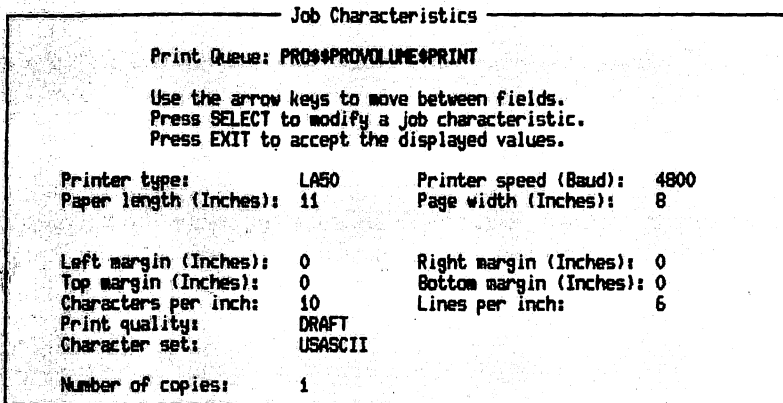 Job Characteristics
Print Queue: PRO$$PROVOLUME$PRINT
Use the arrow keys to move between fields.
Press SELECT to modify a job characteristic.
Press EXIT to accept the displayed values.
Printer type: LA50 Printer speed (Baud): 4800
Paper length (Inches): 11 Page width (Inches): 8
Left margin (Inches): 0 Right margin (Inches): 0
Top margin (Inches): 0 Bottom margin (Inches): 0
Characters per inch: 10 Lines per inch: 6
Print quality: DRAFT
Character set: USASCII
Number of copies: 1